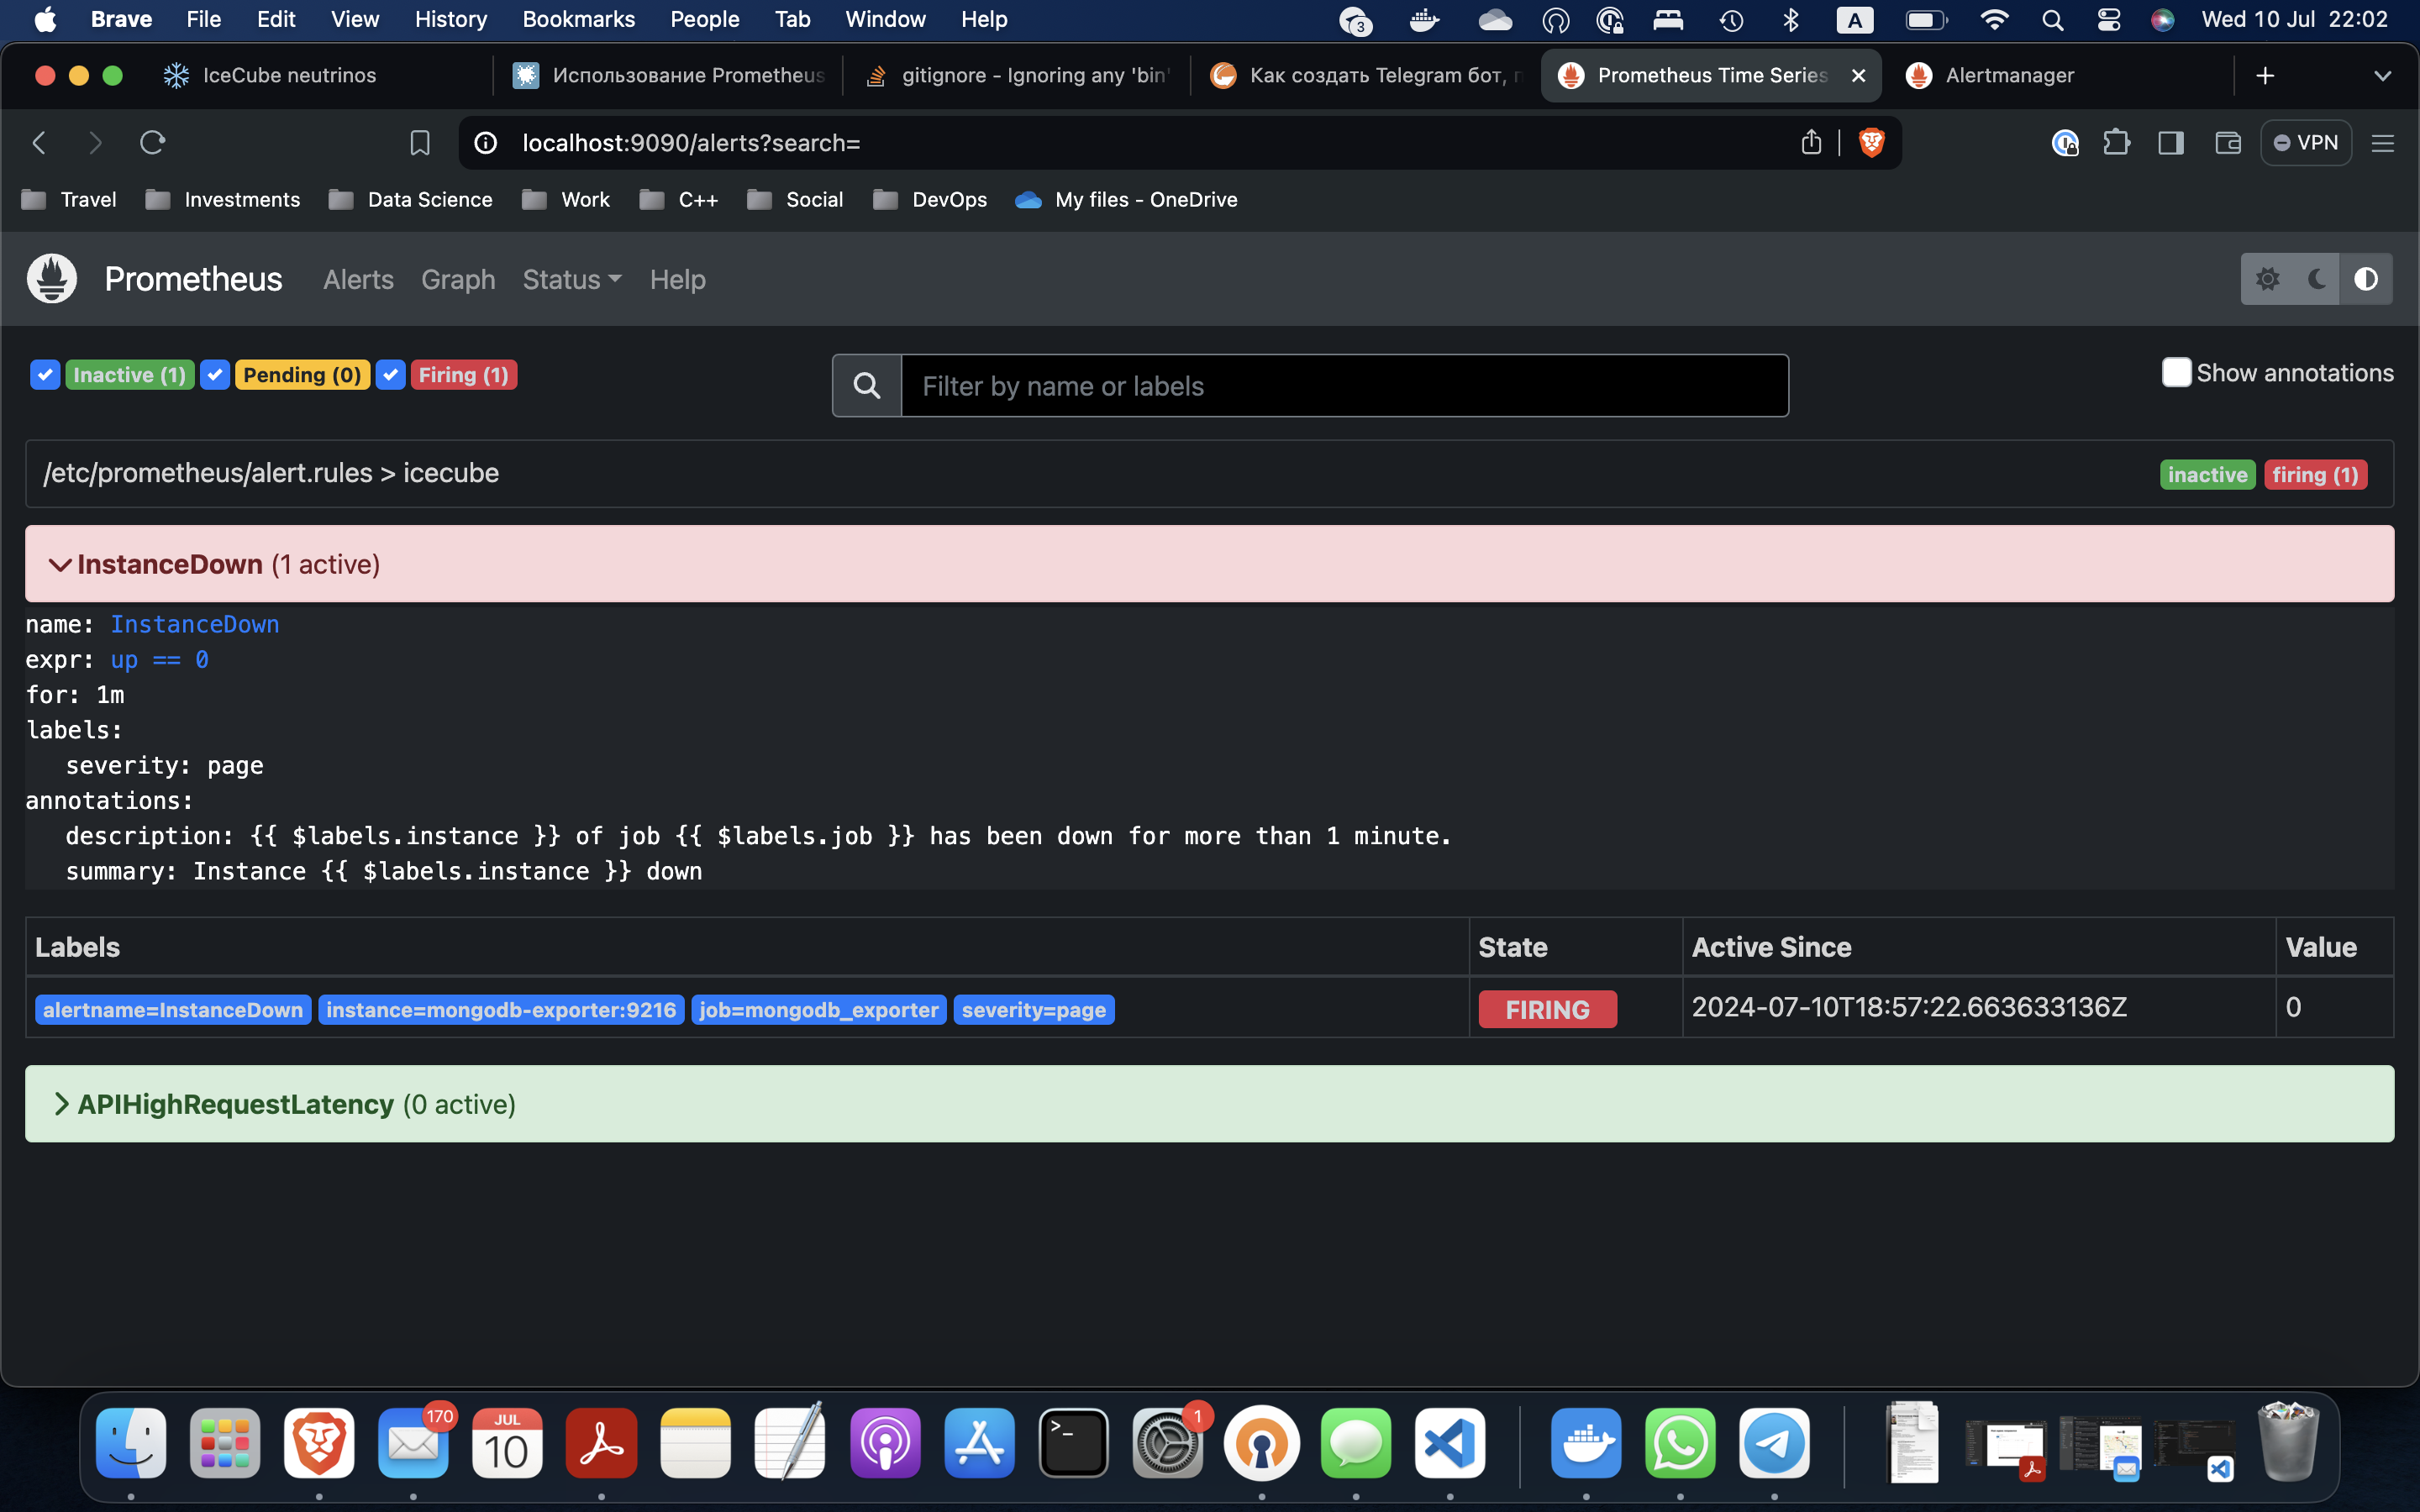 Brave File Edit View History Bookmarks People Tab Window Help 3 A Wed 10 Jul 22:02
IceCube neutrinos Использование Prometheus gitignore - Ignoring any 'bin' Как создать Telegram бот, Prometheus Time Series Alertmanager
localhost:9090/alerts?search= VPN
Travel Investments Data Science Work C++ Social DevOps My files - OneDrive
Prometheus Alerts Graph Status Help
Inactive (1) Pending (0) Firing (1) Filter by name or labels Show annotations
/etc/prometheus/alert.rules > icecube inactive firing (1)
InstanceDown (1 active)
name: InstanceDown
expr: up == 0
for: 1m
labels:
severity: page
annotations:
description: {{ $labels.instance }} of job {{ $labels.job }} has been down for more than 1 minute.
summary: Instance {{ $labels.instance }} down
Labels State Active Since Value
alertname=InstanceDown instance=mongodb-exporter:9216 job=mongodb_exporter severity=page FIRING 2024-07-10T18:57:22.663633136Z 0
APIHighRequestLatency (0 active)
170 JUL 10 >_ 1